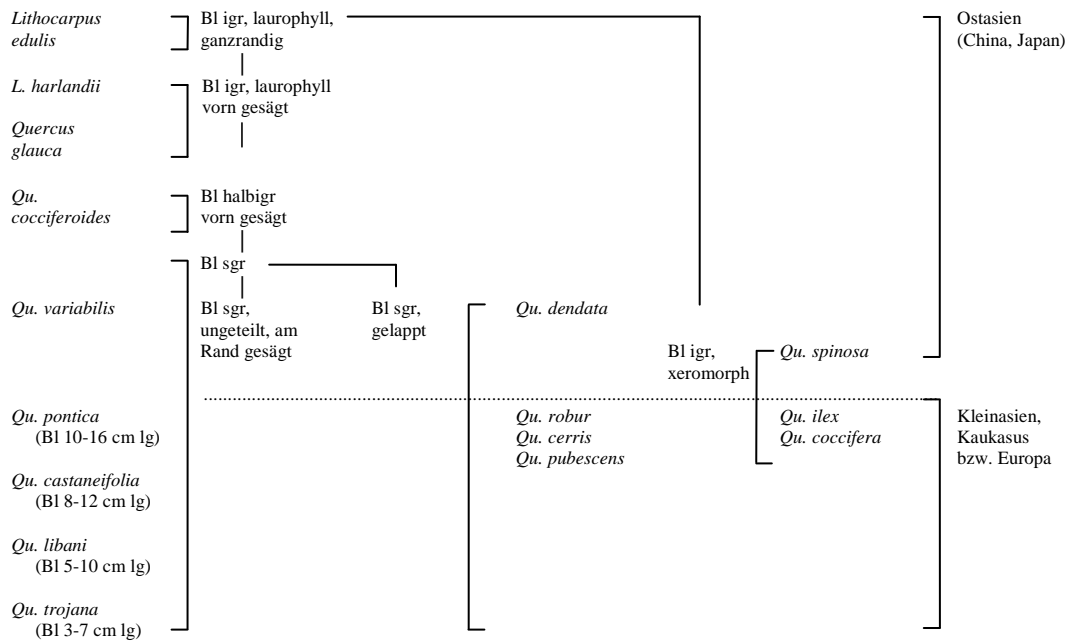 Lithocarpus
edulis
Bl igr, laurophyll,
ganzrandig
Ostasien
(China, Japan)
L. harlandii
Quercus
glauca
Bl igr, laurophyll
vorn gesägt
Qu.
cocciferoides
Bl halbigr
vorn gesägt
Bl sgr
Qu. variabilis
Bl sgr,
ungeteilt, am
Rand gesägt
Bl sgr,
gelappt
Qu. dendata
Bl igr,
xeromorph
Qu. spinosa
Qu. pontica
(Bl 10-16 cm lg)
Qu. castaneifolia
(Bl 8-12 cm lg)
Qu. libani
(Bl 5-10 cm lg)
Qu. trojana
(Bl 3-7 cm lg)
Qu. robur
Qu. cerris
Qu. pubescens
Qu. ilex
Qu. coccifera
Kleinasien,
Kaukasus
bzw. Europa